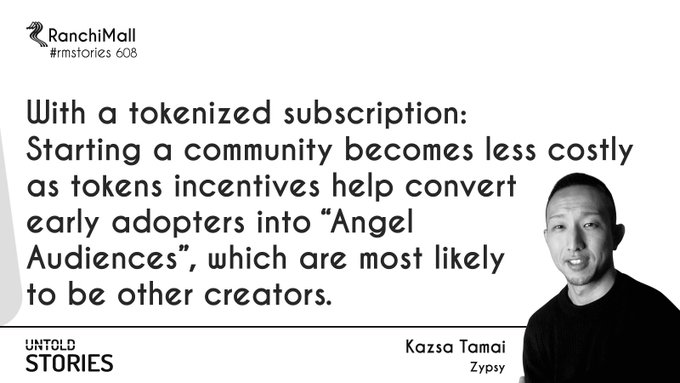 RanchiMall
#rmstories 608
With a tokenized subscription:
Starting a community becomes less costly
as tokens incentives help convert
early adopters into “Angel
Audiences”, which are most likely
to be other creators.
UNTOLD
STORIES
Kazsa Tamai
Zypsy